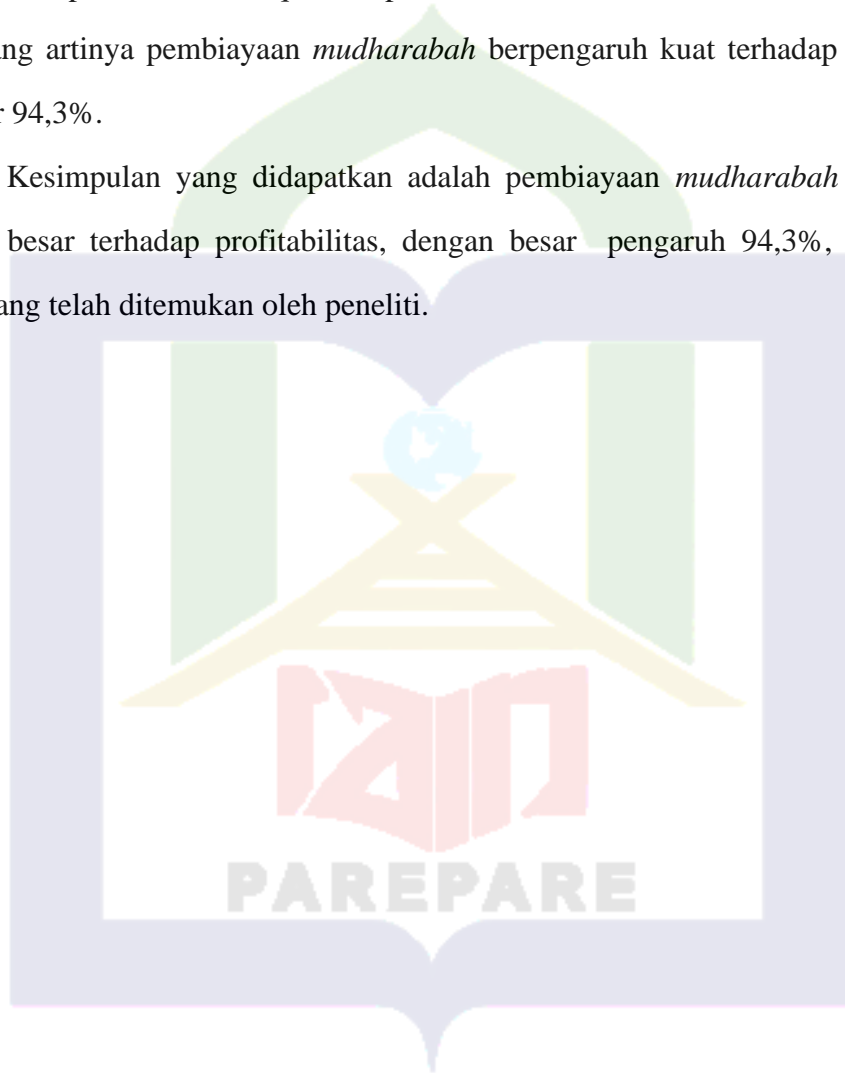 ang artinya pembiayaan mudharabah berpengaruh kuat terhadap
r 94,3%.
Kesimpulan yang didapatkan adalah pembiayaan mudharabah
besar terhadap profitabilitas, dengan besar pengaruh 94,3%,
ang telah ditemukan oleh peneliti.
iain
PAREPARE